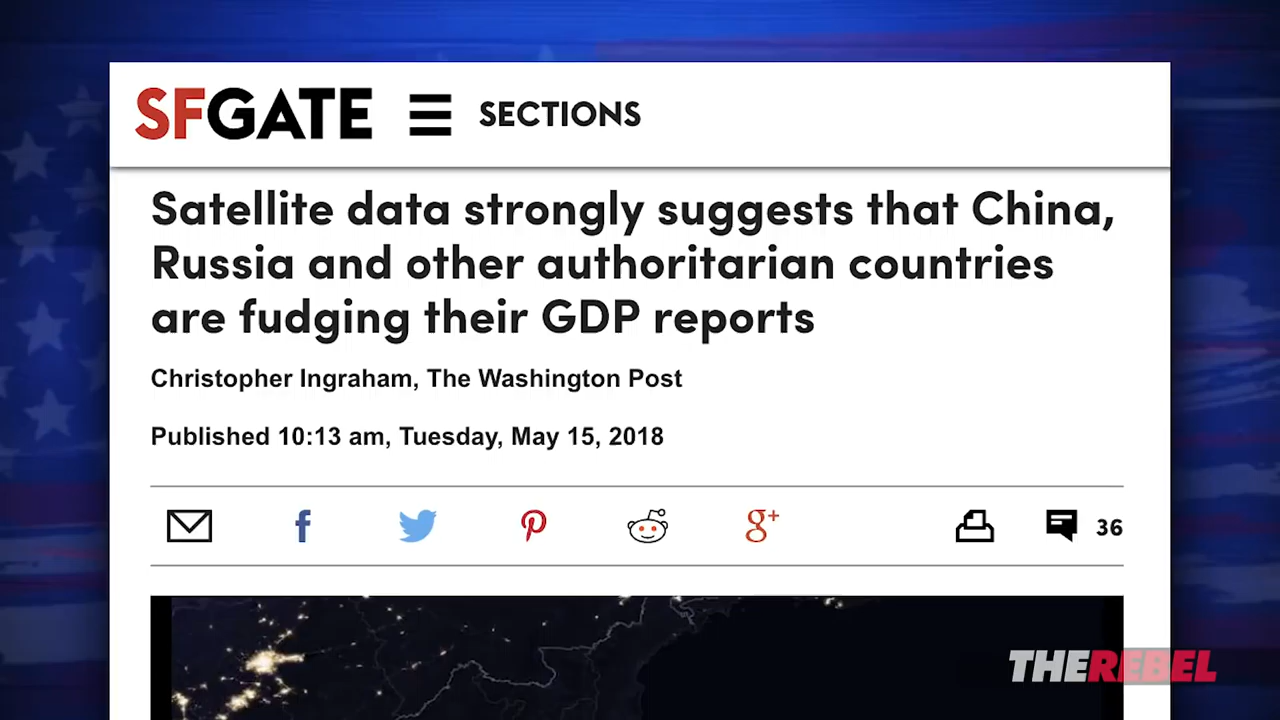 SFGATE SECTIONS
Satellite data strongly suggests that China,
Russia and other authoritarian countries
are fudging their GDP reports
Christopher Ingraham, The Washington Post
Published 10:13 am, Tuesday, May 15, 2018
f g+ 36
THEREBEL